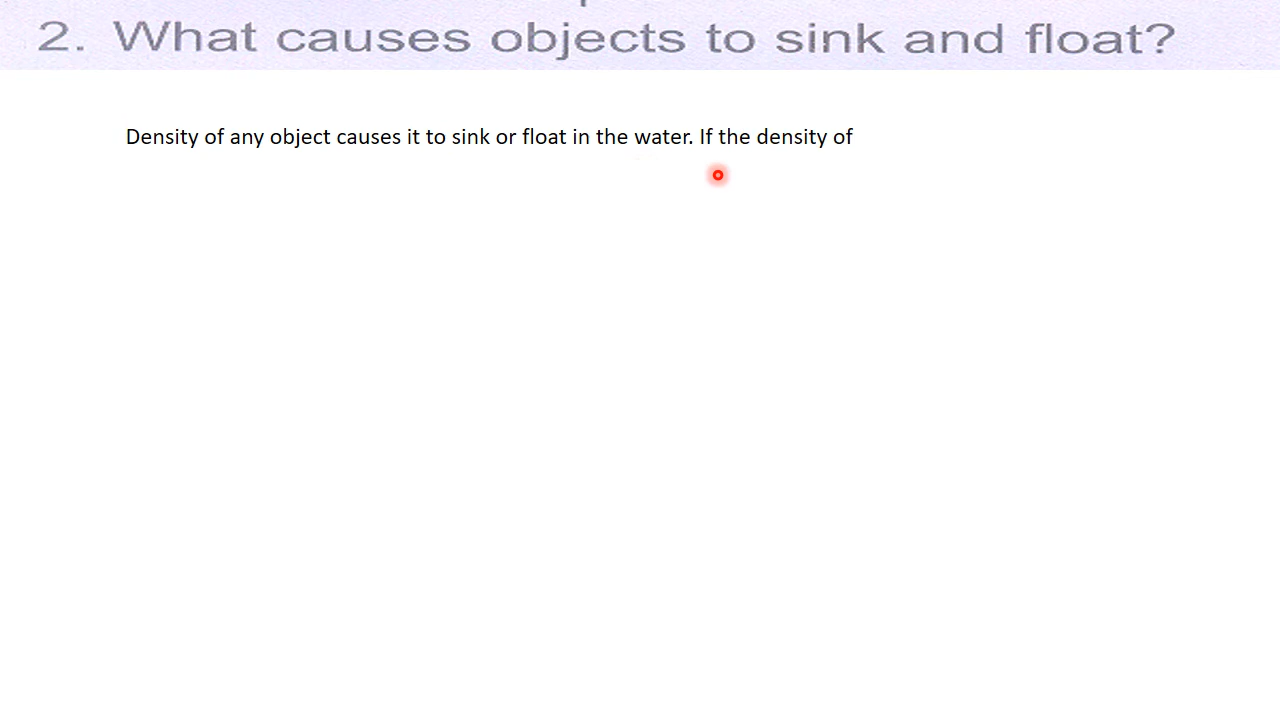 2. What causes objects to sink and float?
Density of any object causes it to sink or float in the water. If the density of